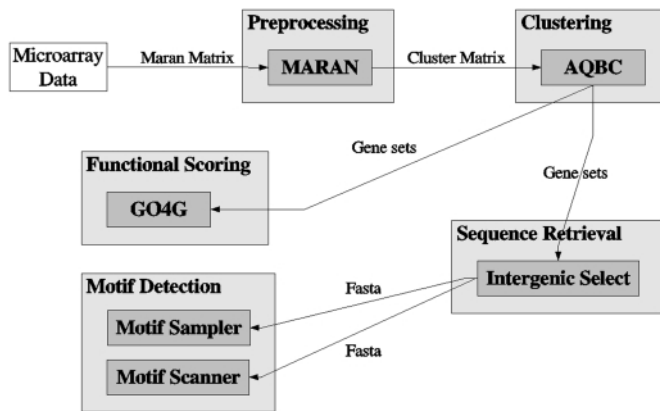 Preprocessing
Clustering
Microarray
Data
Maran Matrix
MARAN
Cluster Matrix
AQBC
Gene sets
Gene sets
Functional Scoring
GO4G
Sequence Retrieval
Intergenic Select
Motif Detection
Fasta
Motif Sampler
Fasta
Motif Scanner